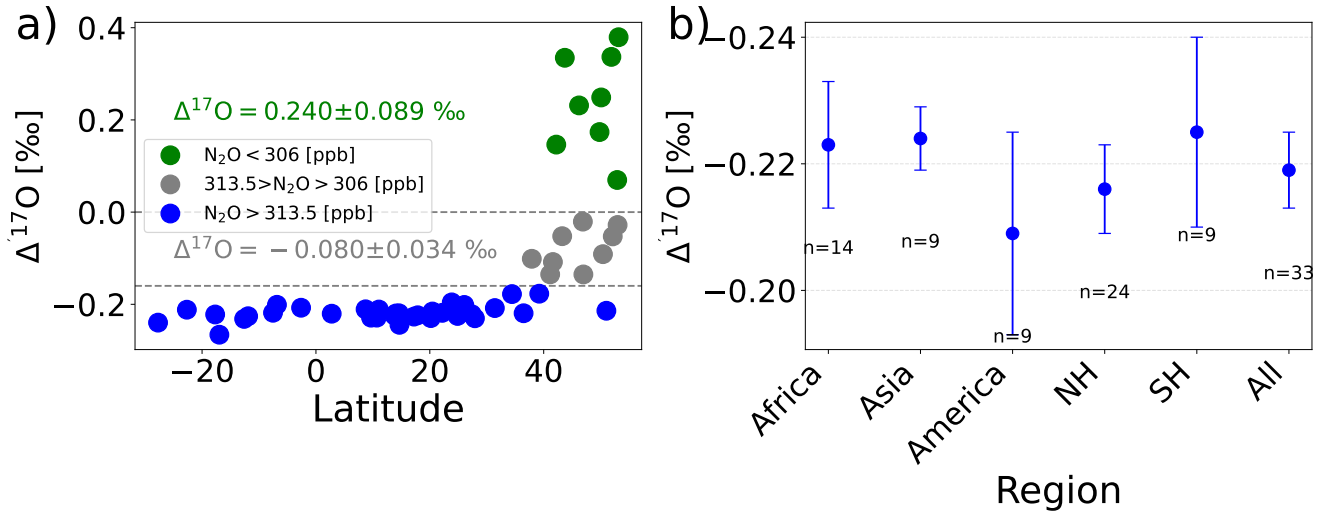 a)
Δ′¹⁷O [‰]
0.4
0.2
0.0
−0.2
Δ¹⁷O = 0.240±0.089 ‰
N₂O < 306 [ppb]
313.5>N₂O > 306 [ppb]
N₂O > 313.5 [ppb]
Δ¹⁷O = −0.080±0.034 ‰
−20
0
20
40
Latitude
b)
Δ′¹⁷O [‰]
−0.24
−0.22
−0.20
n=14
n=9
n=9
n=24
n=9
n=33
Africa
Asia
America
NH
SH
All
Region